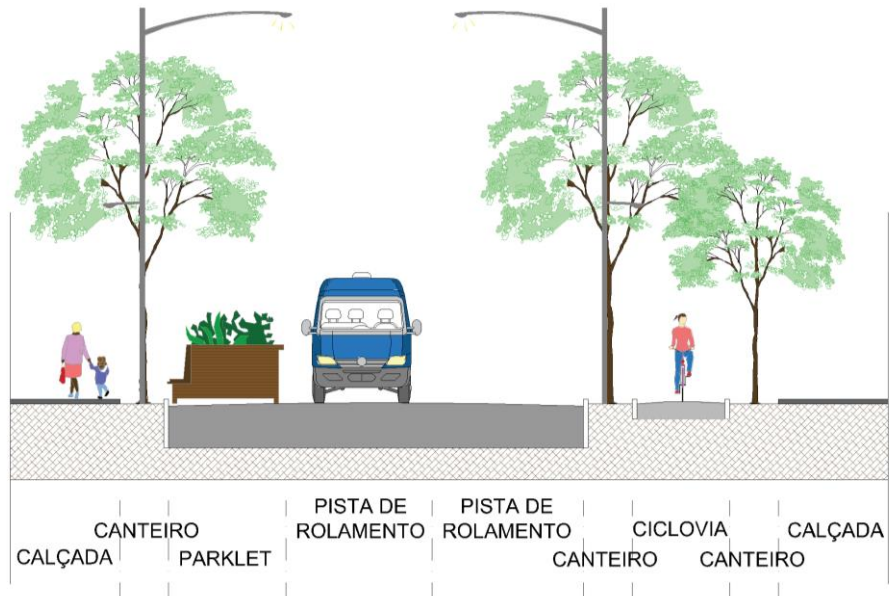 CALÇADA
CANTEIRO
PARKLET
PISTA DE
ROLAMENTO
PISTA DE
ROLAMENTO
CANTEIRO
CICLOVIA
CANTEIRO
CALÇADA